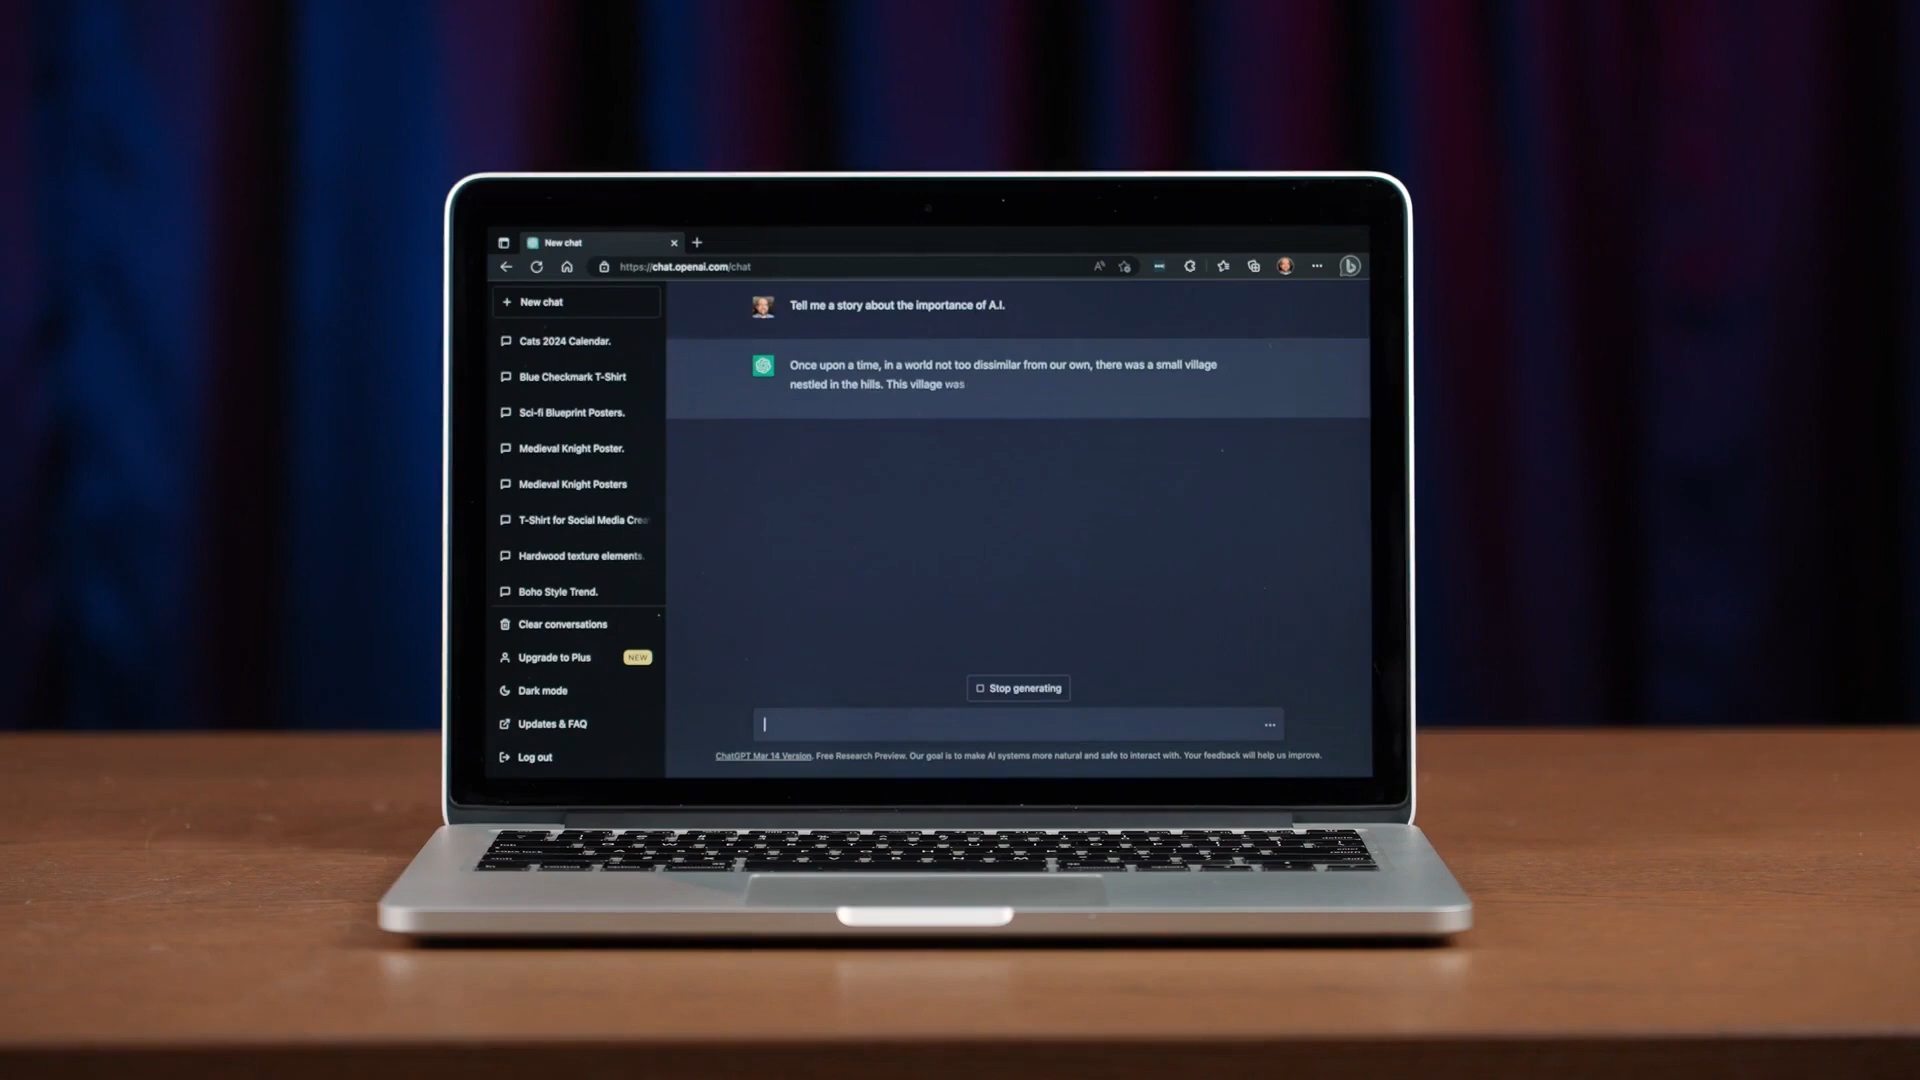 New chat
https://chat.openai.com/chat
New chat
Cats 2024 Calendar.
Blue Checkmark T-Shirt
Sci-fi Blueprint Posters.
Medieval Knight Poster.
Medieval Knight Posters
T-Shirt for Social Media Crea
Hardwood texture elements.
Boho Style Trend.
Clear conversations
Upgrade to Plus NEW
Dark mode
Updates & FAQ
Log out
Tell me a story about the importance of A.I.
Once upon a time, in a world not too dissimilar from our own, there was a small village
nestled in the hills. This village was
Stop generating
ChatGPT Mar 14 Version. Free Research Preview. Our goal is to make AI systems more natural and safe to interact with. Your feedback will help us improve.